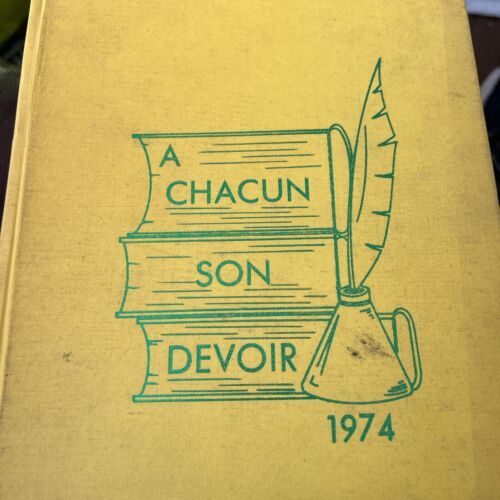 A
CHACUN
SON
DEVOIR
1974